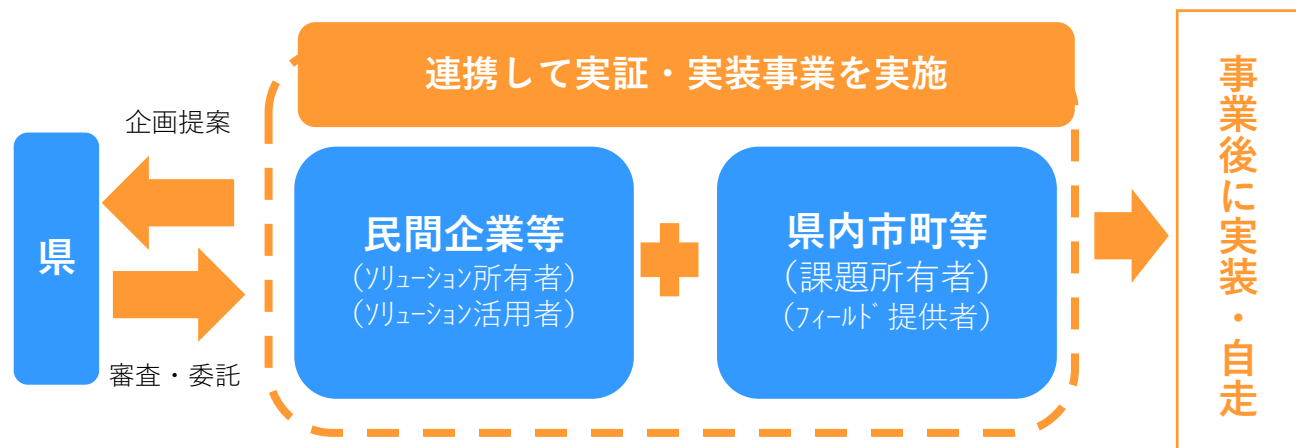 連携して実証・実装事業を実施
企画提案
県
審査・委託
民間企業等
(ｿﾘｭｰｼｮﾝ所有者)
(ｿﾘｭｰｼｮﾝ活用者)
県内市町等
(課題所有者)
(ﾌｨｰﾙﾄﾞ提供者)
事業後に実装・自走